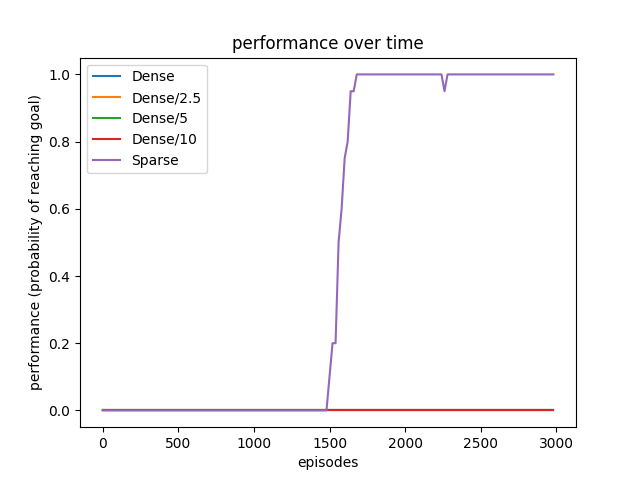 performance over time
Dense
Dense/2.5
Dense/5
Dense/10
Sparse
performance (probability of reaching goal)
1.0
0.8
0.6
0.4
0.2
0.0
0 500 1000 1500 2000 2500 3000
episodes